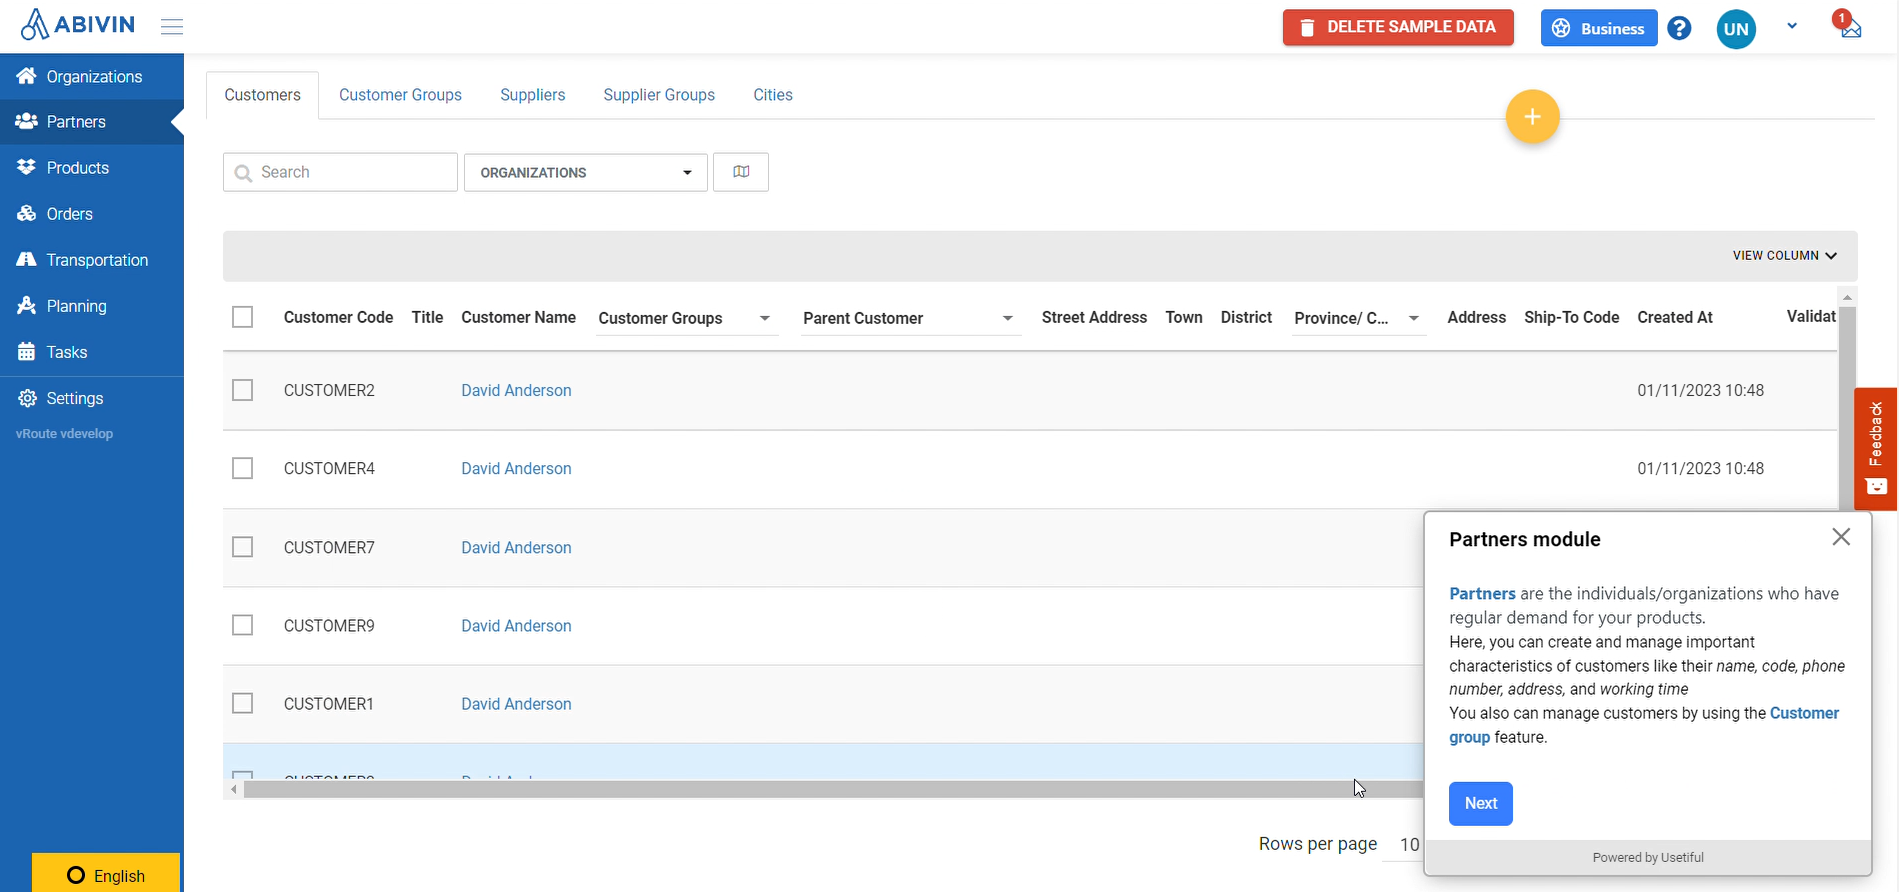 ABIVIN
DELETE SAMPLE DATA
Business
?
UN
1
Organizations
Partners
Products
Orders
Transportation
Planning
Tasks
Settings
vRoute vdevelop
English
Customers
Customer Groups
Suppliers
Supplier Groups
Cities
+
Search
ORGANIZATIONS
VIEW COLUMN
Customer Code Title Customer Name Customer Groups Parent Customer Street Address Town District Province/ C... Address Ship-To Code Created At Validat
CUSTOMER2 David Anderson 01/11/2023 10:48
CUSTOMER4 David Anderson 01/11/2023 10:48
CUSTOMER7 David Anderson
CUSTOMER9 David Anderson
CUSTOMER1 David Anderson
Rows per page 10
Feedback
Partners module
Partners are the individuals/organizations who have
regular demand for your products.
Here, you can create and manage important
characteristics of customers like their name, code, phone
number, address, and working time
You also can manage customers by using the Customer
group feature.
Next
Powered by Usetiful